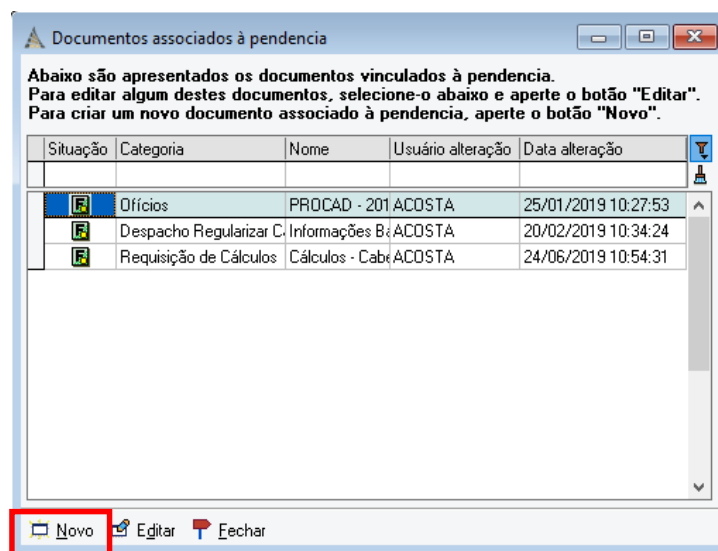 Documentos associados à pendencia
Abaixo são apresentados os documentos vinculados à pendencia.
Para editar algum destes documentos, selecione-o abaixo e aperte o botão "Editar".
Para criar um novo documento associado à pendencia, aperte o botão "Novo".
Situação Categoria Nome Usuário alteração Data alteração
Ofícios PROCAD - 201 ACOSTA 25/01/2019 10:27:53
Despacho Regularizar Informações ACOSTA 20/02/2019 10:34:24
Requisição de Cálculos Cálculos - ACOSTA 24/06/2019 10:54:31
Novo Editar Fechar